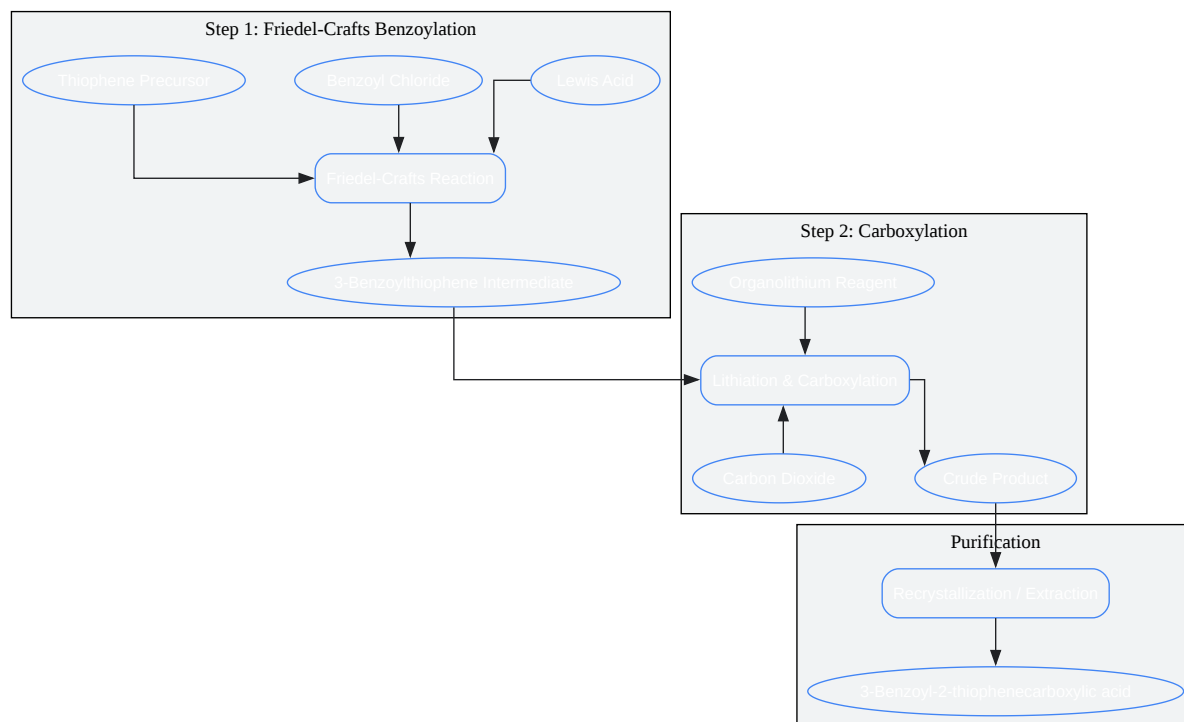 Step 1: Friedel-Crafts Benzoylation
Thiophene Precursor
Benzoyl Chloride
Lewis Acid
Friedel-Crafts Reaction
3-Benzoylthiophene Intermediate
Step 2: Carboxylation
Organolithium Reagent
Lithiation & Carboxylation
Carbon Dioxide
Crude Product
Purification
Recrystallization / Extraction
3-Benzoyl-2-thiophenecarboxylic acid